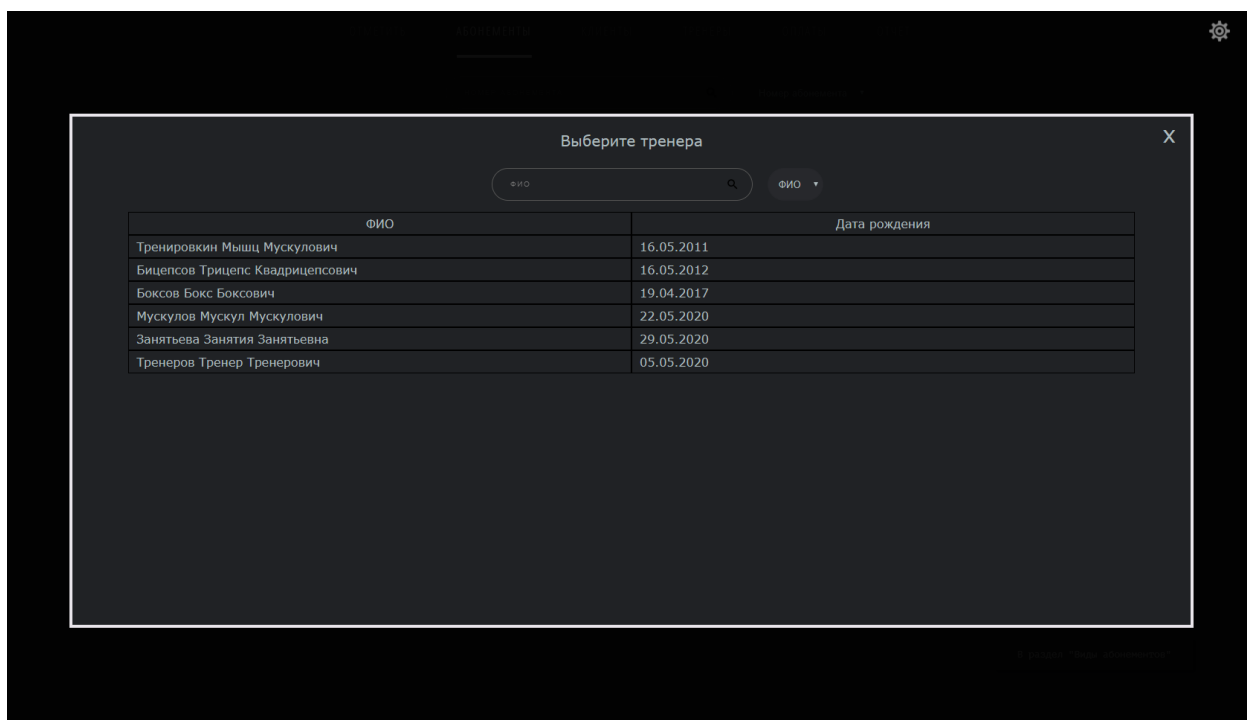 АБОНЕМЕНТЫ
Выберите тренера
X
ФИО
ФИО ▾
ФИО Дата рождения
Тренировкин Мышц Мускулович 16.05.2011
Бицепсов Трицепс Квадрицепсович 16.05.2012
Боксов Бокс Боксович 19.04.2017
Мускулов Мускул Мускулович 22.05.2020
Занятьева Занятия Занятьевна 29.05.2020
Тренеров Тренер Тренерович 05.05.2020